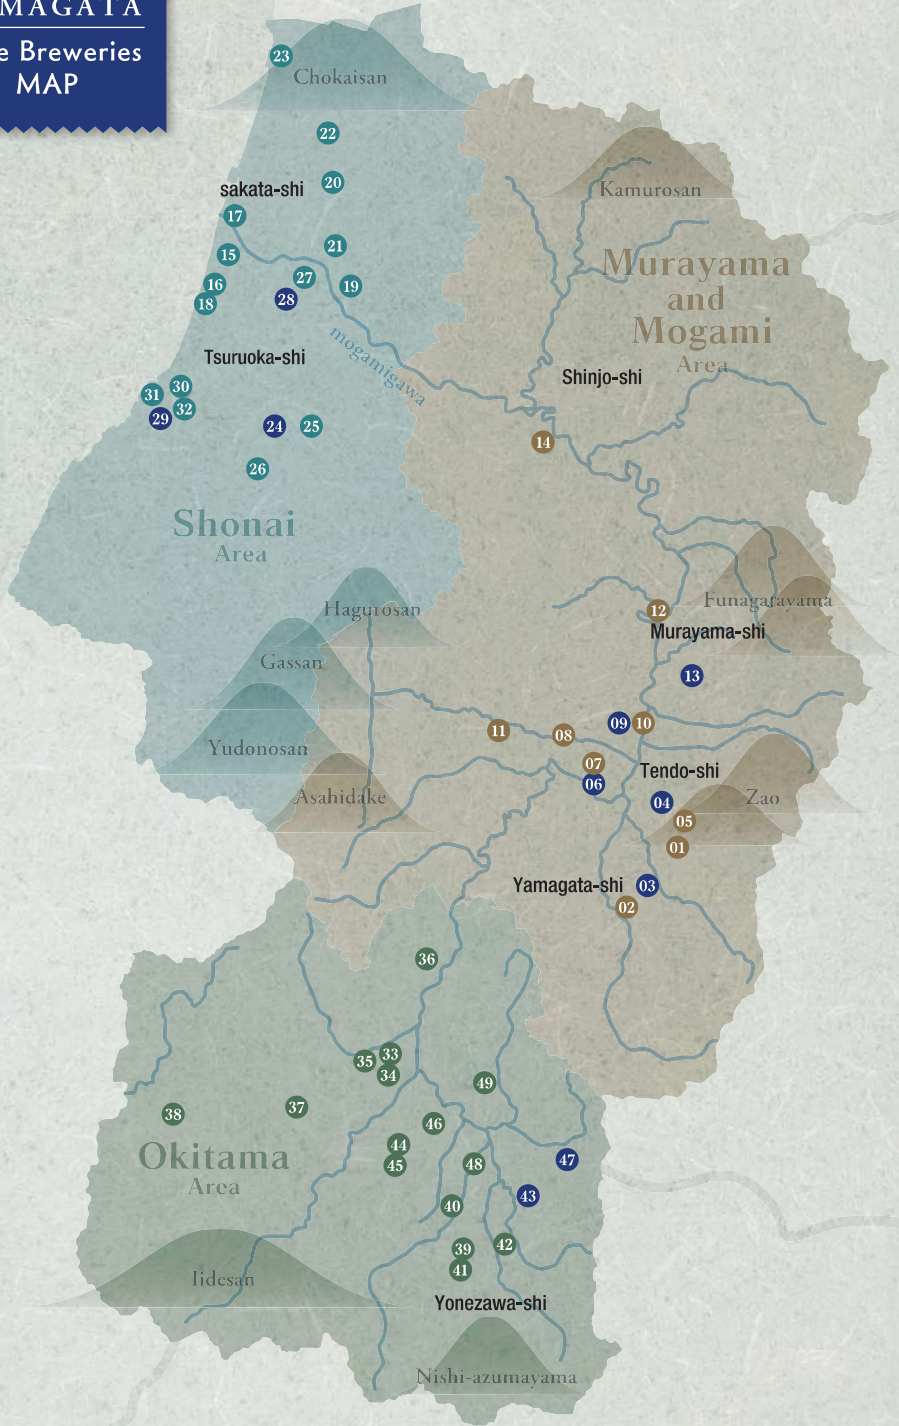 MAGATA
e Breweries
MAP
23
Chokaisan
22
Kamurosan
20
sakata-shi
17
21
15
Murayama
and
Mogami
Area
27
19
16
28
18
mogamigawa
Tsuruoka-shi
Shinjo-shi
30
31
32
29
24
25
14
26
Shonai
Area
Hagurosan
Funagarayama
12
Murayama-shi
Gassan
13
09
10
11
08
Yudonosan
07
Tendo-shi
06
Asahidake
04
Zao
05
01
Yamagata-shi
03
02
36
33
35
34
49
37
38
46
44
45
48
47
Okitama
Area
43
40
42
39
41
Iidesan
Yonezawa-shi
Nishi-azumayama